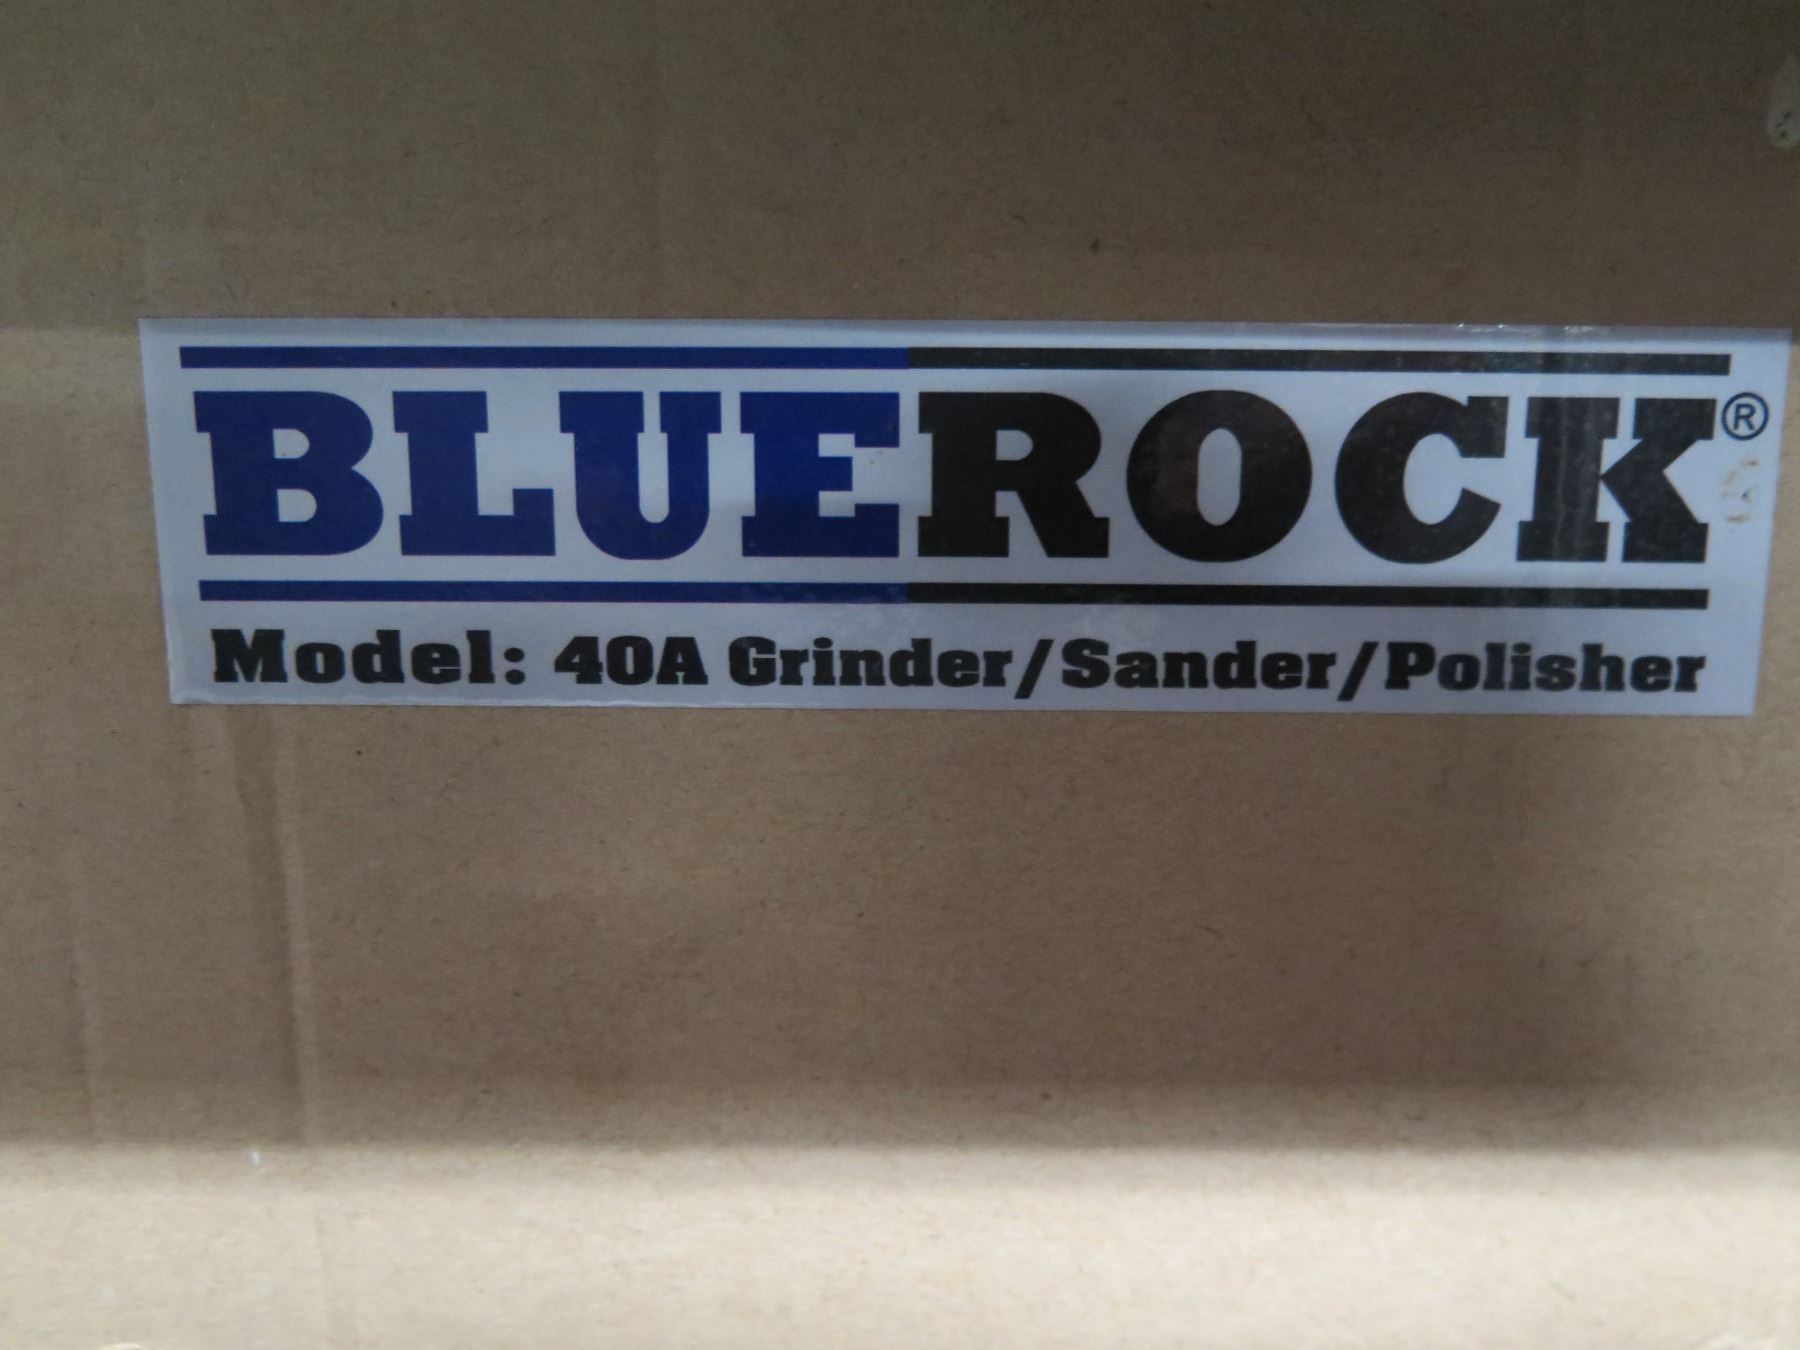 BLUEROCK®
Model: 40A Grinder/Sander/Polisher